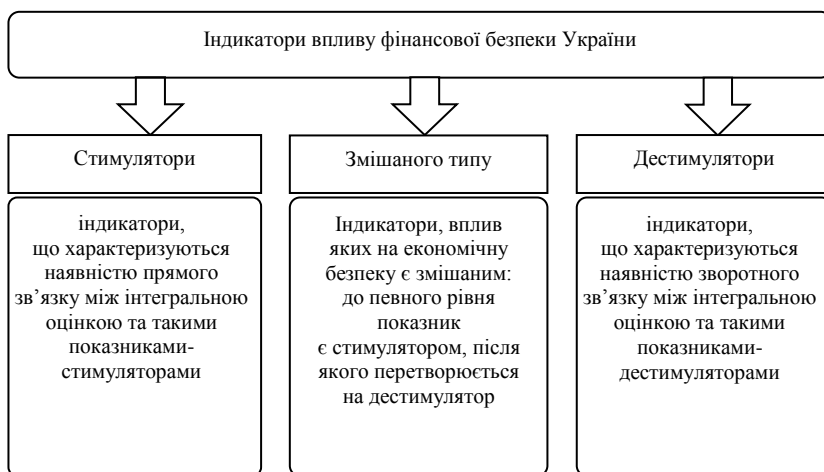 Індикатори впливу фінансової безпеки України
Стимулятори
індикатори,
що характеризуються
наявністю прямого
зв’язку між інтегральною
оцінкою та такими
показниками-
стимуляторами
Змішаного типу
Індикатори, вплив
яких на економічну
безпеку є змішаним:
до певного рівня
показник
є стимулятором, після
якого перетворюється
на дестимулятор
Дестимулятори
індикатори,
що характеризуються
наявністю зворотного
зв’язку між інтегральною
оцінкою та такими
показниками-
дестимуляторами